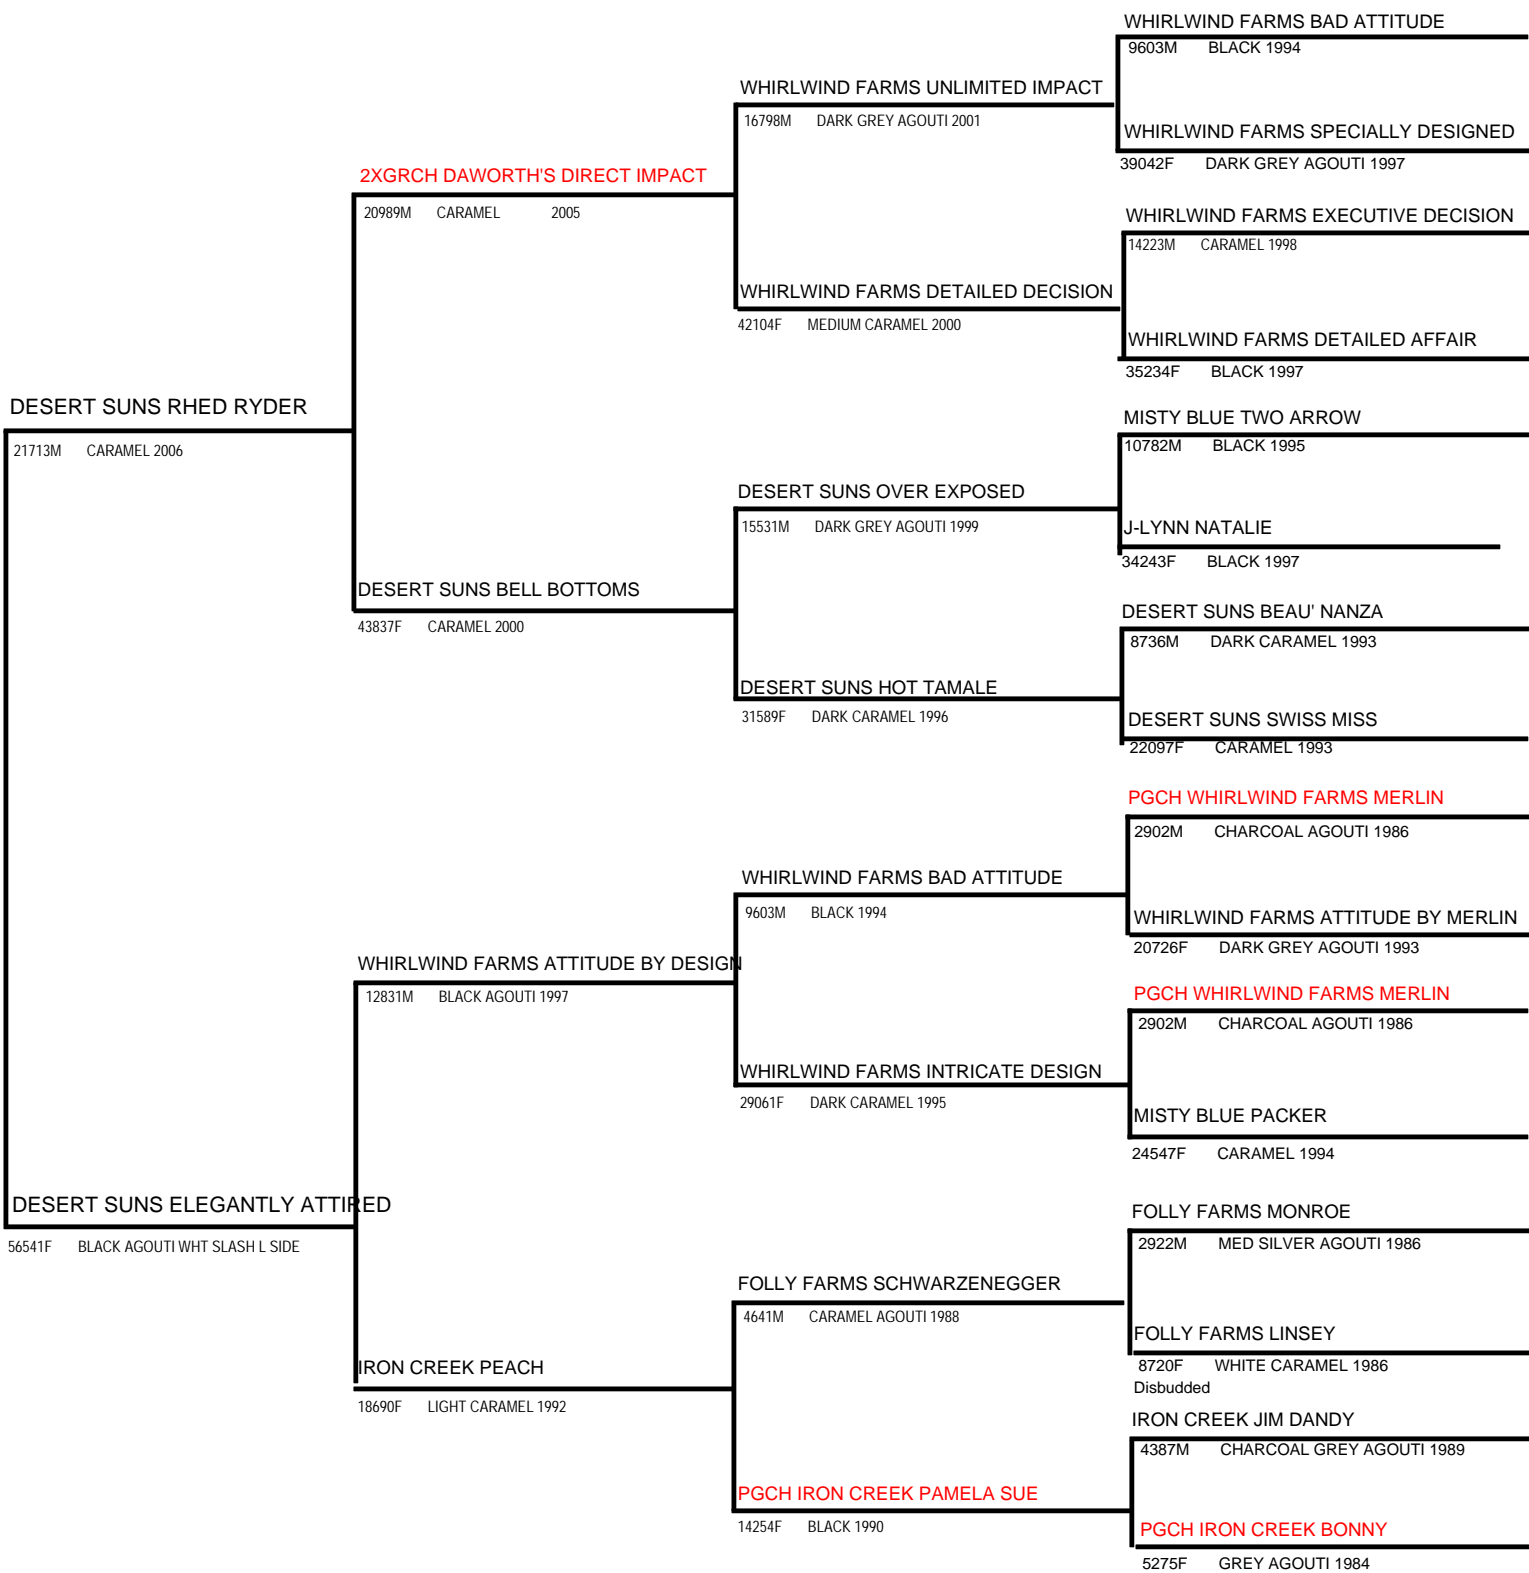 WHIRLWIND FARMS BAD ATTITUDE
9603M BLACK 1994
WHIRLWIND FARMS UNLIMITED IMPACT
16798M DARK GREY AGOUTI 2001
WHIRLWIND FARMS SPECIALLY DESIGNED
39042F DARK GREY AGOUTI 1997
2XGRCH DAWORTH'S DIRECT IMPACT
20989M CARAMEL 2005
WHIRLWIND FARMS EXECUTIVE DECISION
14223M CARAMEL 1998
WHIRLWIND FARMS DETAILED DECISION
42104F MEDIUM CARAMEL 2000
WHIRLWIND FARMS DETAILED AFFAIR
35234F BLACK 1997
DESERT SUNS RHED RYDER
21713M CARAMEL 2006
MISTY BLUE TWO ARROW
10782M BLACK 1995
DESERT SUNS OVER EXPOSED
15531M DARK GREY AGOUTI 1999
J-LYNN NATALIE
34243F BLACK 1997
DESERT SUNS BELL BOTTOMS
43837F CARAMEL 2000
DESERT SUNS BEAU' NANZA
8736M DARK CARAMEL 1993
DESERT SUNS HOT TAMALE
31589F DARK CARAMEL 1996
DESERT SUNS SWISS MISS
22097F CARAMEL 1993
PGCH WHIRLWIND FARMS MERLIN
2902M CHARCOAL AGOUTI 1986
WHIRLWIND FARMS BAD ATTITUDE
9603M BLACK 1994
WHIRLWIND FARMS ATTITUDE BY MERLIN
20726F DARK GREY AGOUTI 1993
WHIRLWIND FARMS ATTITUDE BY DESIGN
12831M BLACK AGOUTI 1997
PGCH WHIRLWIND FARMS MERLIN
2902M CHARCOAL AGOUTI 1986
WHIRLWIND FARMS INTRICATE DESIGN
29061F DARK CARAMEL 1995
MISTY BLUE PACKER
24547F CARAMEL 1994
DESERT SUNS ELEGANTLY ATTIRED
56541F BLACK AGOUTI WHT SLASH L SIDE
FOLLY FARMS MONROE
2922M MED SILVER AGOUTI 1986
FOLLY FARMS SCHWARZENEGGER
4641M CARAMEL AGOUTI 1988
FOLLY FARMS LINSEY
8720F WHITE CARAMEL 1986
Disbudded
IRON CREEK PEACH
18690F LIGHT CARAMEL 1992
IRON CREEK JIM DANDY
4387M CHARCOAL GREY AGOUTI 1989
PGCH IRON CREEK PAMELA SUE
14254F BLACK 1990
PGCH IRON CREEK BONNY
5275F GREY AGOUTI 1984